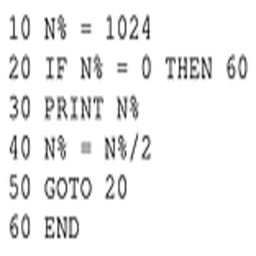 10 N% = 1024
20 IF N% = 0 THEN 60
30 PRINT N%
40 N% = N%/2
50 GOTO 20
60 END